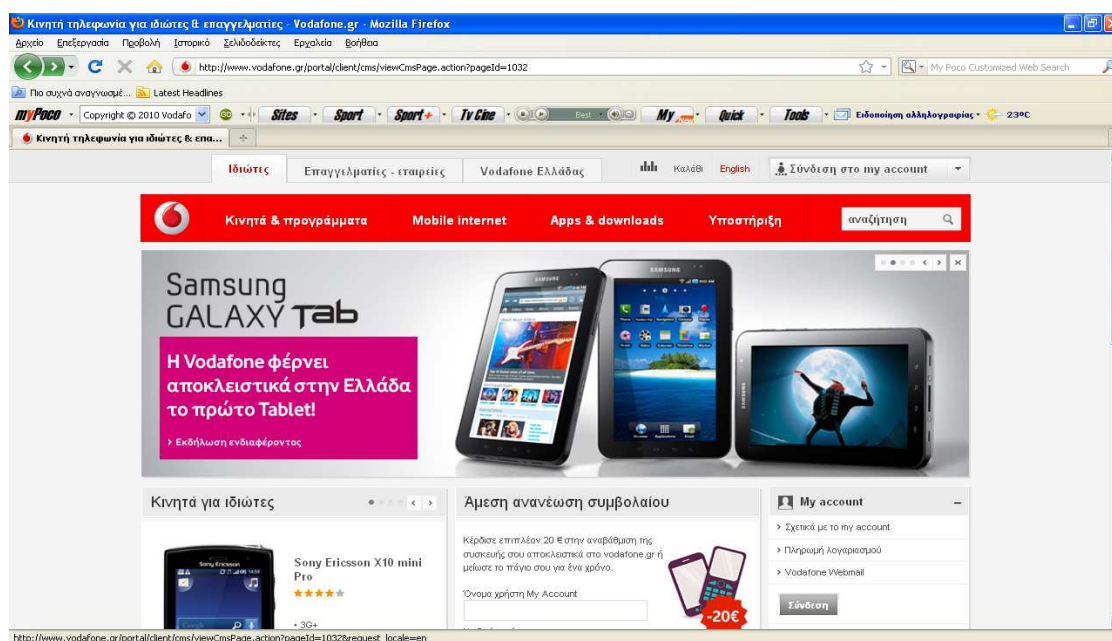 Κινητή τηλεφωνία για ιδιώτες & επαγγελματίες - Vodafone.gr - Mozilla Firefox
Αρχείο Επεξεργασία Προβολή Ιστορικό Σελιδοδείκτες Εργαλεία Βοήθεια
http://www.vodafone.gr/portal/client/cms/viewCmsPage.action?pageId=1032
My Poco Customized Web Search
Πιο συχνά αναγνωσμέ... Latest Headlines
myPoco Copyright © 2010 Vodafo Sites Sport Sport+ Tv Cine Best My Quick Tools Ειδοποίηση αλληλογραφίας 23ºC
Κινητή τηλεφωνία για ιδιώτες & επα...
Ιδιώτες Επαγγελματίες - εταιρείες Vodafone Ελλάδας Καλάθι English Σύνδεση στο my account
Κινητά & προγράμματα Mobile internet Apps & downloads Υποστήριξη αναζήτηση
Samsung
GALAXY Tab
Η Vodafone φέρνει
αποκλειστικά στην Ελλάδα
το πρώτο Tablet!
› Εκδήλωση ενδιαφέροντος
SAMSUNG
SAMSUNG
SAMSUNG
Κινητά για ιδιώτες
Sony Ericsson
Google
Sony Ericsson X10 mini
Pro
• 3G+
Άμεση ανανέωση συμβολαίου
Κέρδισε επιπλέον 20 € στην αναβάθμιση της
συσκευής σου αποκλειστικά στο vodafone.gr ή
μείωσε το πάγιο σου για ένα χρόνο.
Όνομα χρήστη My Account
-20€
My account
› Σχετικά με το my account
› Πληρωμή λογαριασμού
› Vodafone Webmail
Σύνδεση
http://www.vodafone.gr/portal/client/cms/viewCmsPage.action?pageId=1032&request_locale=en